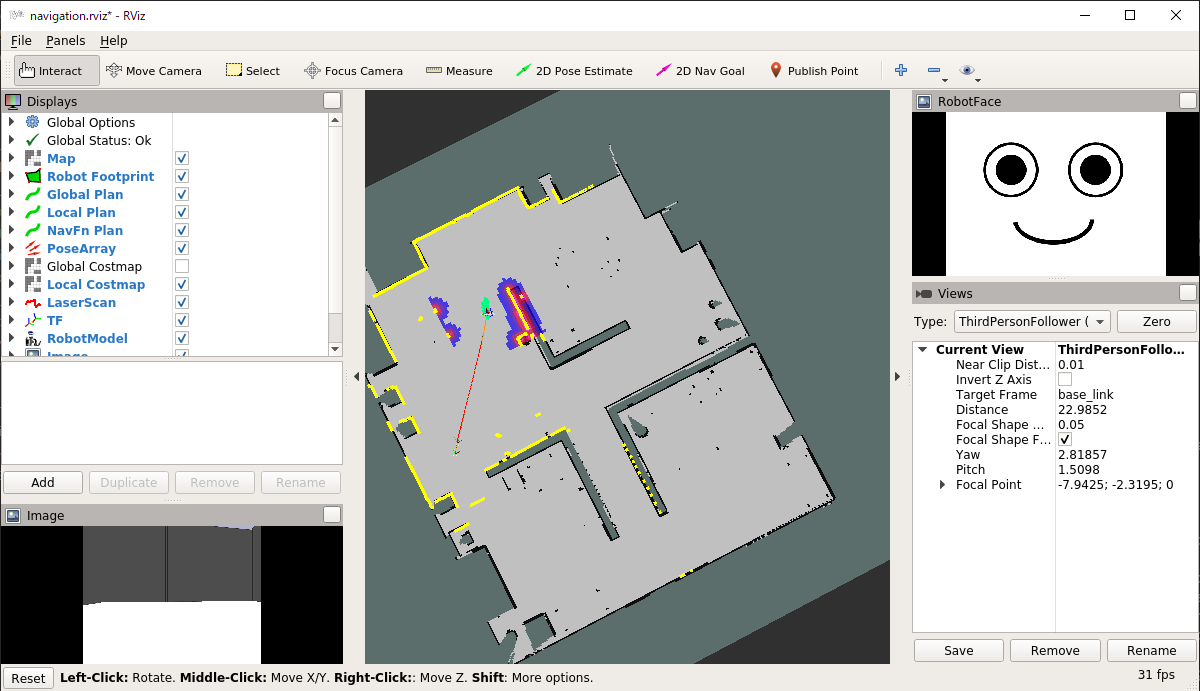 navigation.rviz* - RViz
File Panels Help
Interact Move Camera Select Focus Camera Measure 2D Pose Estimate 2D Nav Goal Publish Point
Displays
Global Options
Global Status: Ok
Map
Robot Footprint
Global Plan
Local Plan
NavFn Plan
PoseArray
Global Costmap
Local Costmap
LaserScan
TF
RobotModel
Image
Add Duplicate Remove Rename
Image
RobotFace
Views
Type: ThirdPersonFollower ( Zero
Current View ThirdPersonFollo...
Near Clip Dist... 0.01
Invert Z Axis
Target Frame base_link
Distance 22.9852
Focal Shape ... 0.05
Focal Shape F...
Yaw 2.81857
Pitch 1.5098
Focal Point -7.9425; -2.3195; 0
Save Remove Rename
Reset Left-Click: Rotate. Middle-Click: Move X/Y. Right-Click:: Move Z. Shift: More options. 31 fps